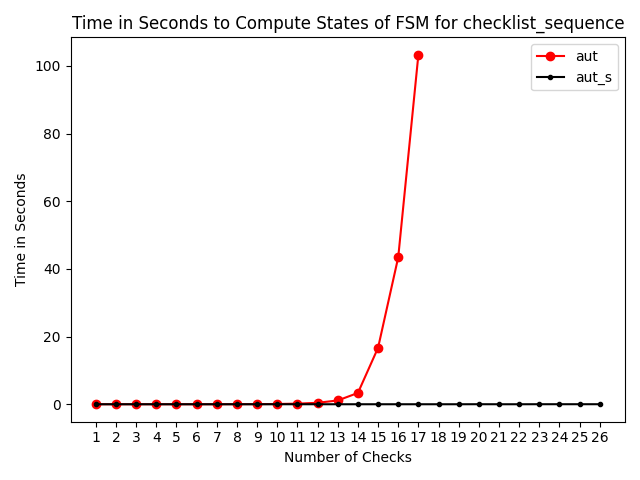 Time in Seconds to Compute States of FSM for checklist_sequence
aut
aut_s
100
80
60
40
20
0
Time in Seconds
1 2 3 4 5 6 7 8 9 10 11 12 13 14 15 16 17 18 19 20 21 22 23 24 25 26
Number of Checks